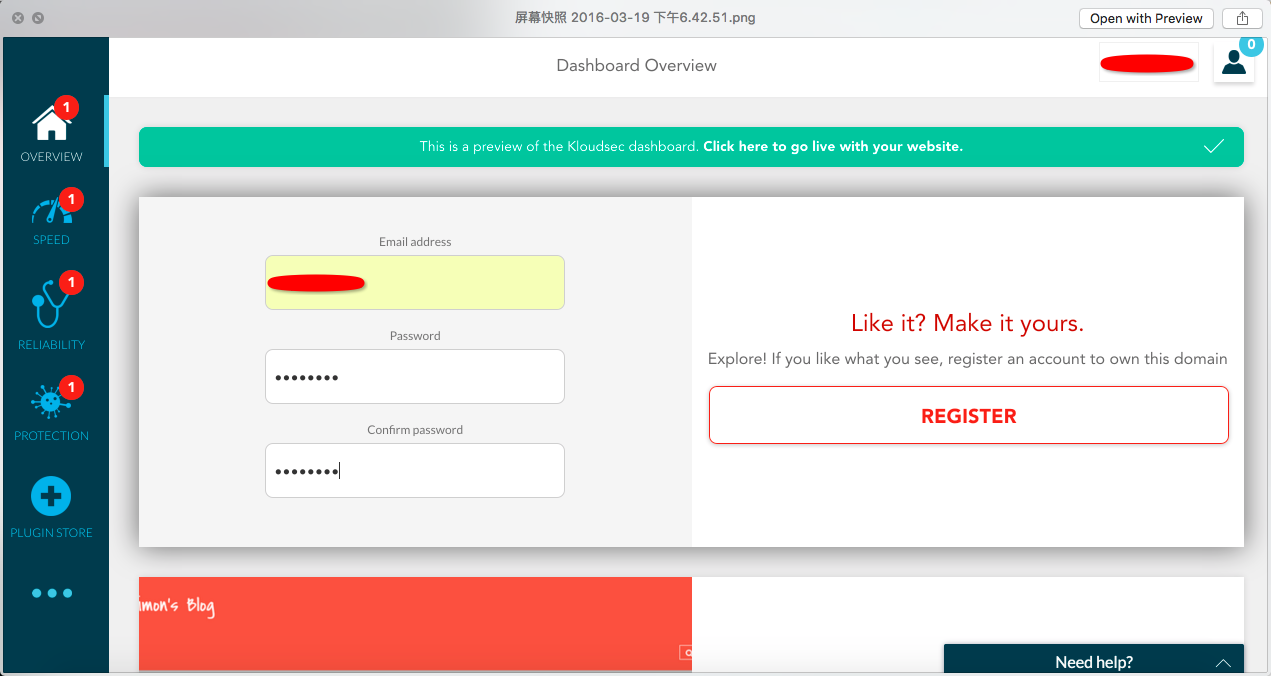 屏幕快照 2016-03-19 下午6.42.51.png
Open with Preview
Dashboard Overview
0
1
OVERVIEW
This is a preview of the Kloudsec dashboard. Click here to go live with your website.
1
SPEED
Email address
1
RELIABILITY
Password
Like it? Make it yours.
Explore! If you like what you see, register an account to own this domain
1
PROTECTION
REGISTER
Confirm password
PLUGIN STORE
imon's Blog
Need help?